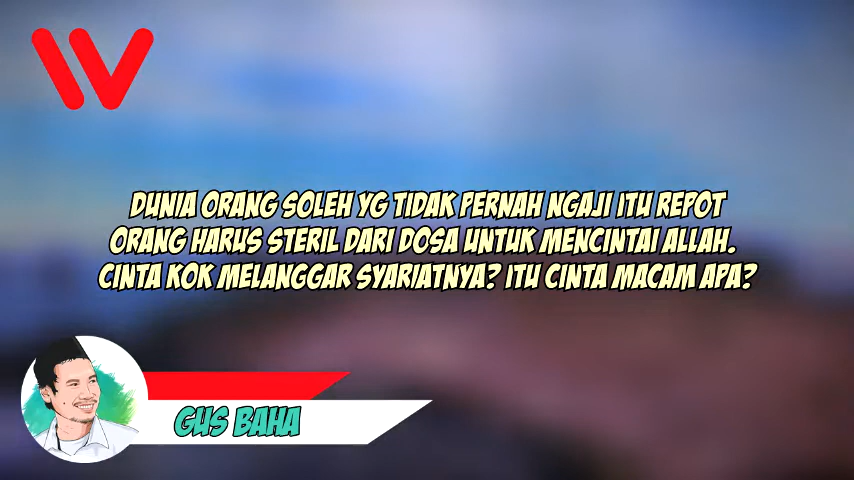 W
DUNIA ORANG SOLEH YG TIDAK PERNAH NGAJI ITU REPOT
ORANG HARUS STERIL DARI DOSA UNTUK MENCINTAI ALLAH.
CINTA KOK MELANGGAR SYARIATNYA? ITU CINTA MACAM APA?
GUS BAHA